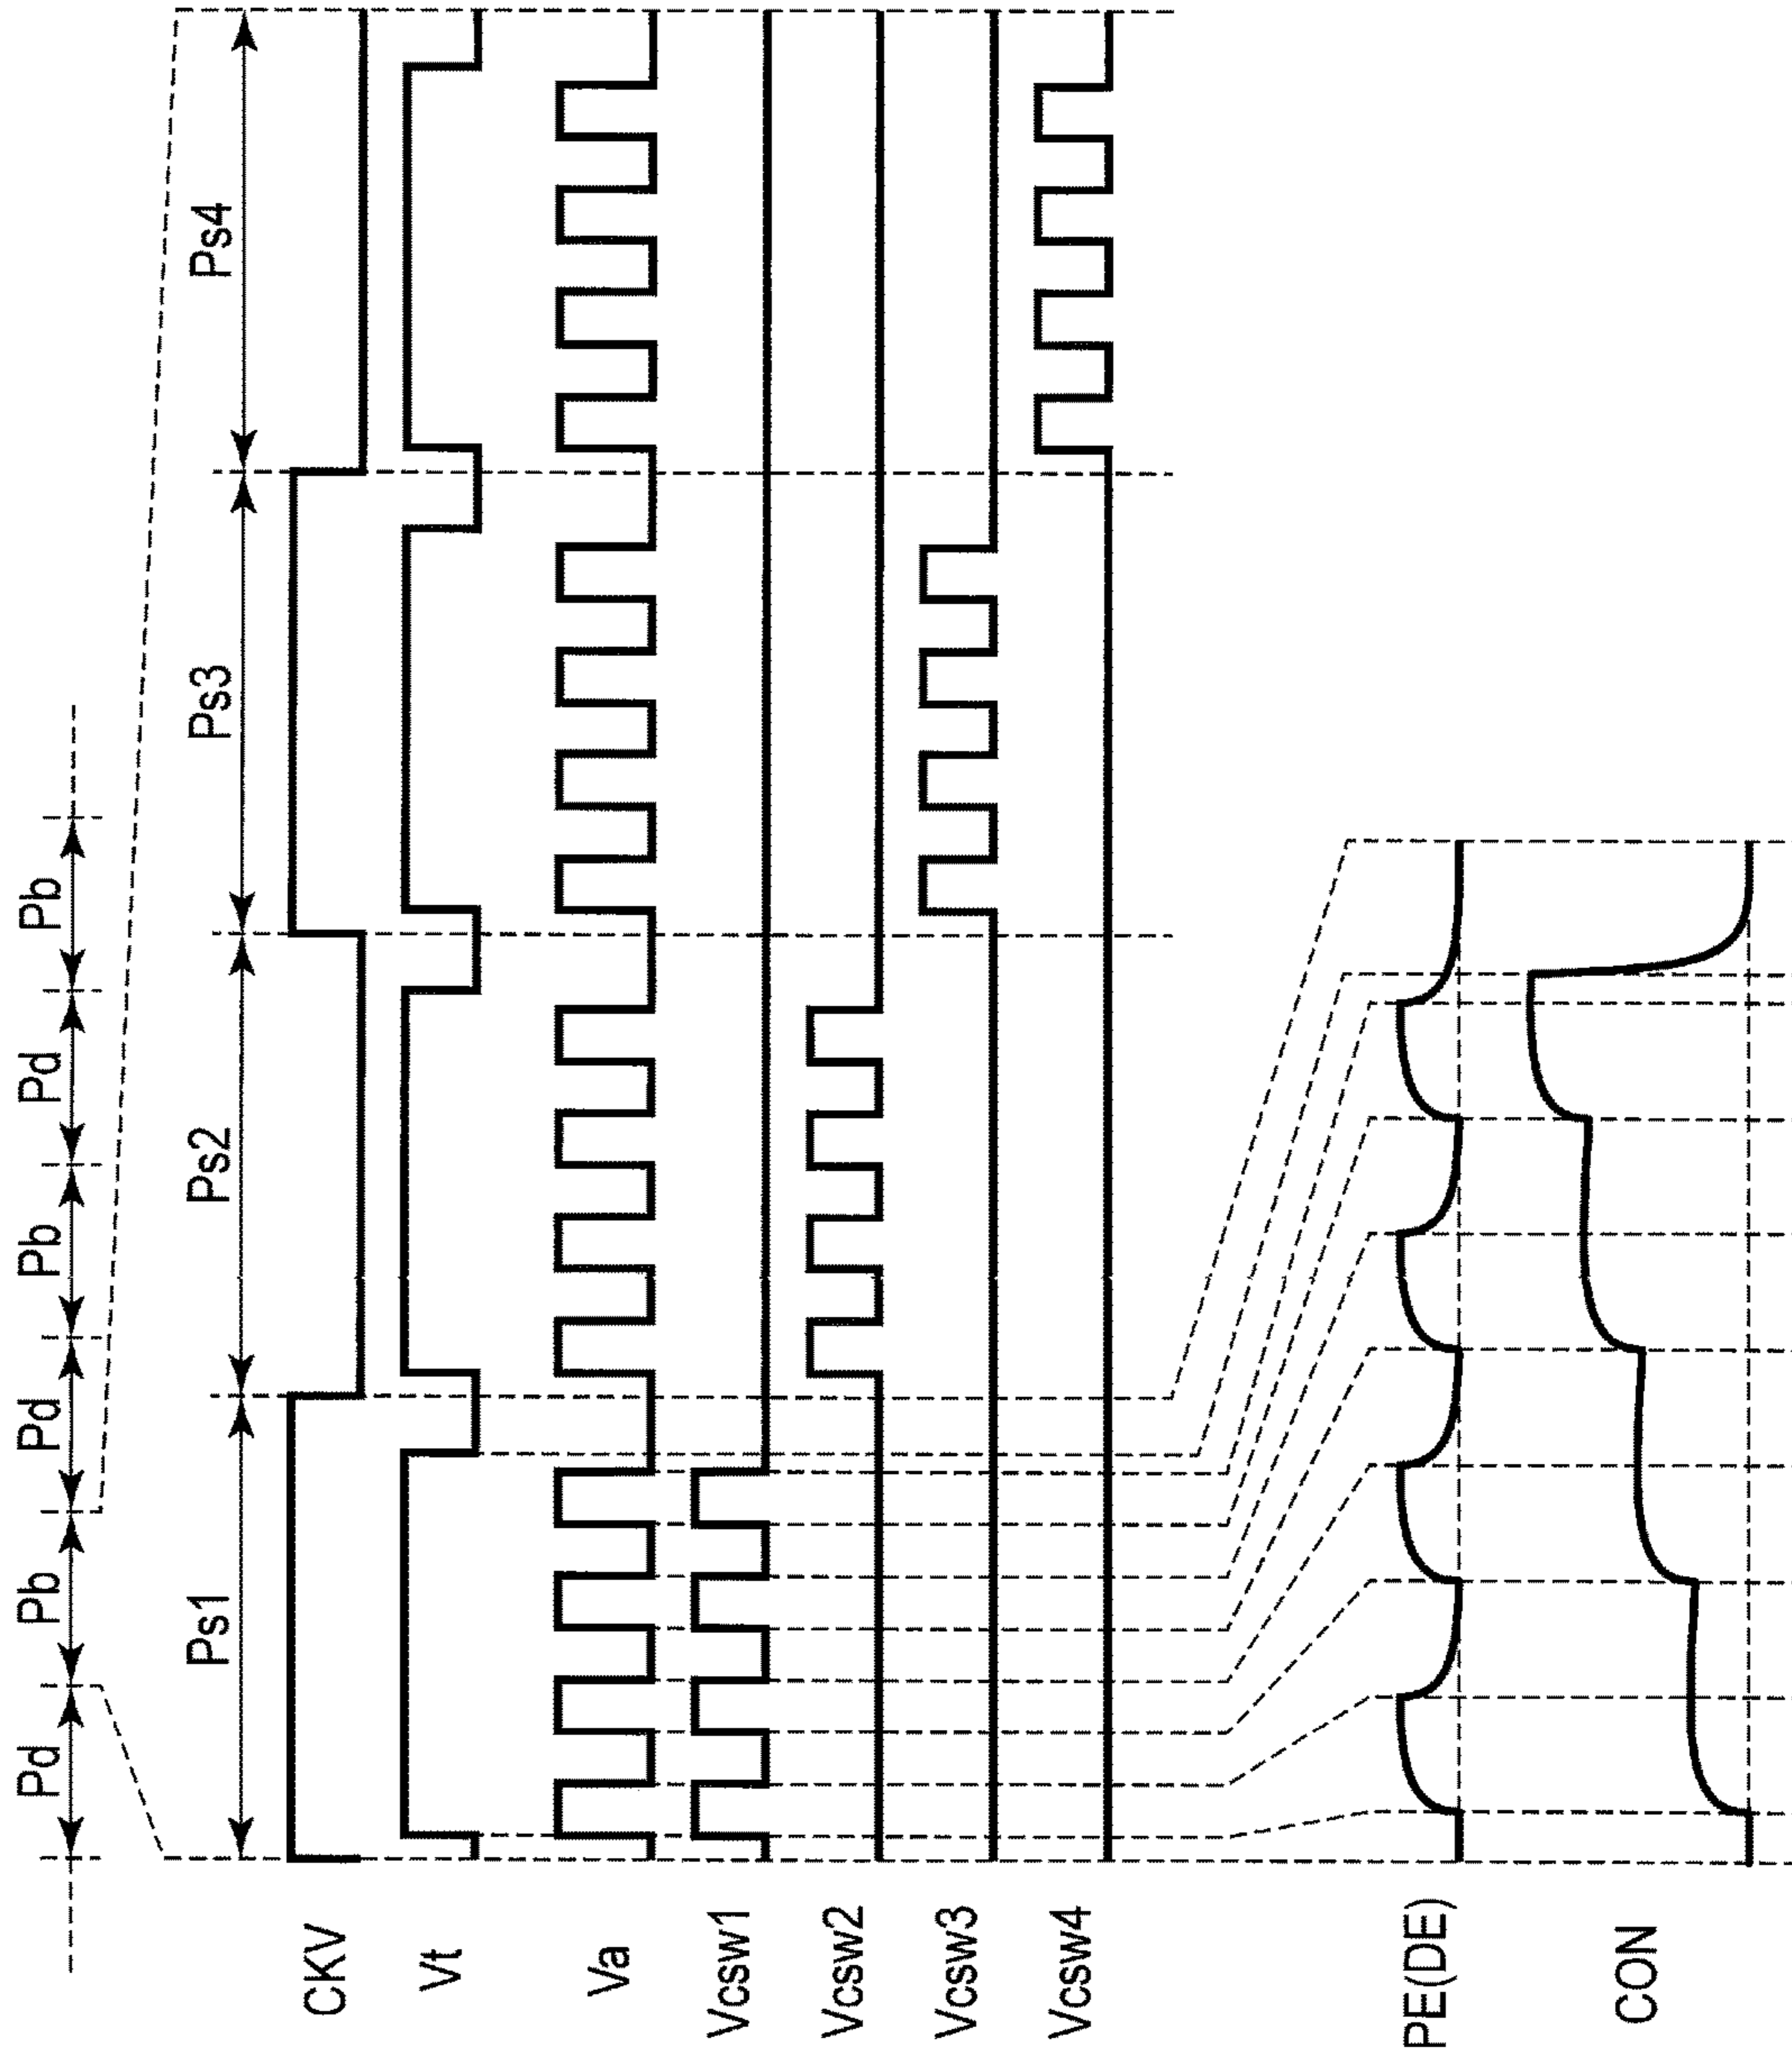 Pd
Pb
Pd
Pb
Pd
Pb
Ps1
Ps2
Ps3
Ps4
CKV
Vt
Va
Vcsw1
Vcsw2
Vcsw3
Vcsw4
PE(DE)
CON